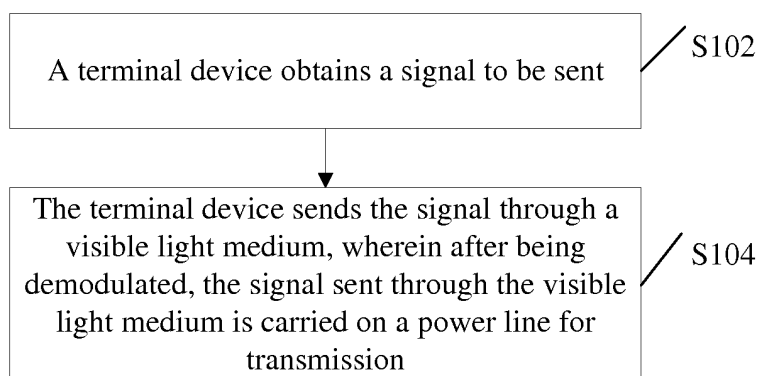 A terminal device obtains a signal to be sent
S102
The terminal device sends the signal through a
visible light medium, wherein after being
demodulated, the signal sent through the visible
light medium is carried on a power line for
transmission
S104